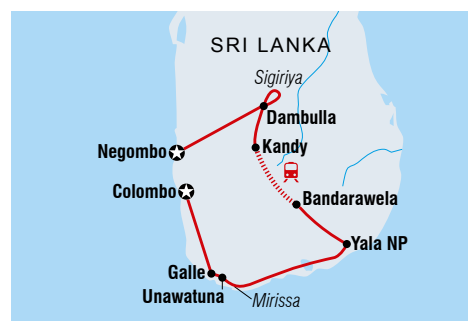 SRI LANKA
Sigiriya
Dambulla
Negombo
Kandy
Colombo
Bandarawela
Yala NP
Galle
Unawatuna
Mirissa